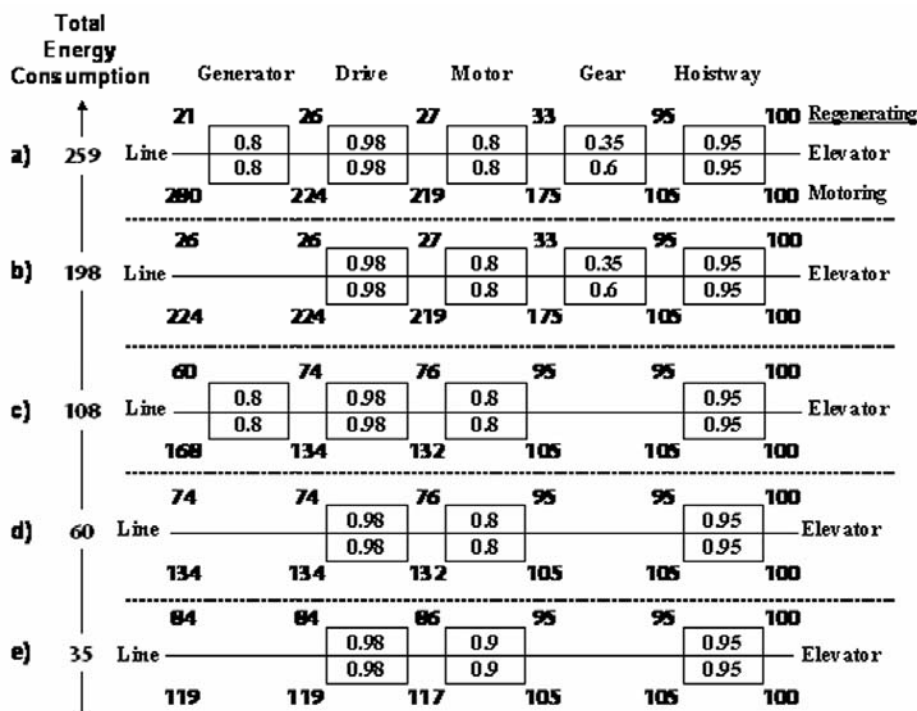 Total
Energy
Consumption
Generator Drive Motor Gear Hoistway
21 26 27 33 95 100 Regenerating
0.8 0.98 0.8 0.35 0.95
a) 259 Line Elevator
0.8 0.98 0.8 0.6 0.95
280 224 219 175 105 100 Motoring
26 26 27 33 95 100
0.98 0.8 0.35 0.95
b) 198 Line Elevator
0.98 0.8 0.6 0.95
224 224 219 175 105 100
60 74 76 95 95 100
0.8 0.98 0.8 0.95
c) 108 Line Elevator
0.8 0.98 0.8 0.95
168 134 132 105 105 100
74 74 76 95 95 100
0.98 0.8 0.95
d) 60 Line Elevator
0.98 0.8 0.95
134 134 132 105 105 100
84 84 86 95 95 100
0.98 0.9 0.95
e) 35 Line Elevator
0.98 0.9 0.95
119 119 117 105 105 100